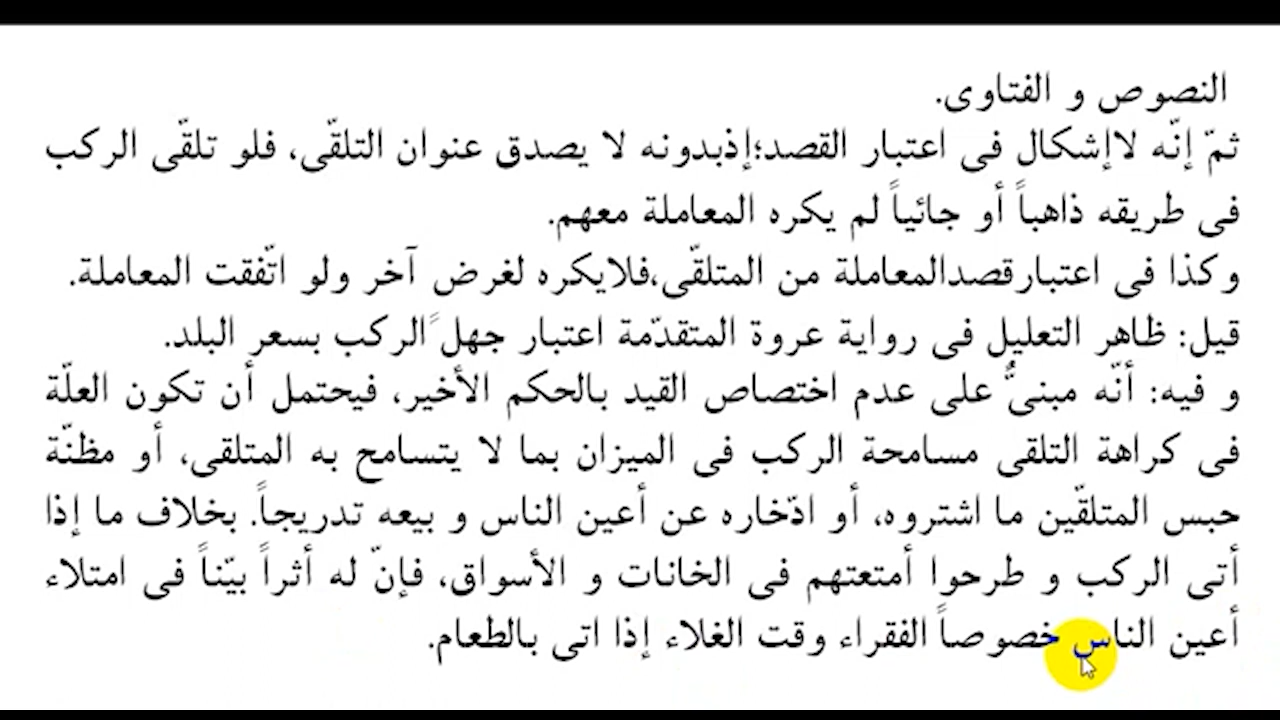 النصوص و الفتاوى.
ثمّ إنّه لاإشكال فى اعتبار القصد؛إذبدونه لا يصدق عنوان التلقّى، فلو تلقّى الركب
فى طريقه ذاهباً أو جائياً لم يكره المعاملة معهم.
وكذا فى اعتبارقصدالمعاملة من المتلقّى،فلايكره لغرض آخر ولو اتّفقت المعاملة.
قيل: ظاهر التعليل فى رواية عروة المتقدّمة اعتبار جهل ًالركب بسعر البلد.
و فيه: أنّه مبنىٌّ على عدم اختصاص القيد بالحكم الأخير، فيحتمل أن تكون العلّة
فى كراهة التلقى مسامحة الركب فى الميزان بما لا يتسامح به المتلقى، أو مظنّة
حبس المتلقّين ما اشتروه، أو ادّخاره عن أعين الناس و بيعه تدريجاً. بخلاف ما إذا
أتى الركب و طرحوا أمتعتهم فى الخانات و الأسواق، فإنّ له أثراً بيّناً فى امتلاء
أعين الناس خصوصاً الفقراء وقت الغلاء إذا اتى بالطعام.